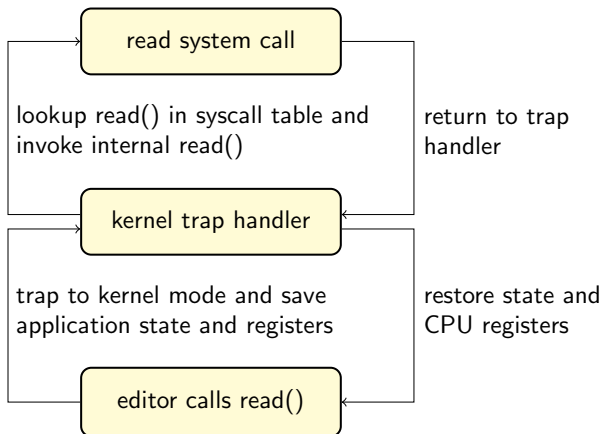 read system call
lookup read() in syscall table and
invoke internal read()
return to trap
handler
kernel trap handler
trap to kernel mode and save
application state and registers
restore state and
CPU registers
editor calls read()